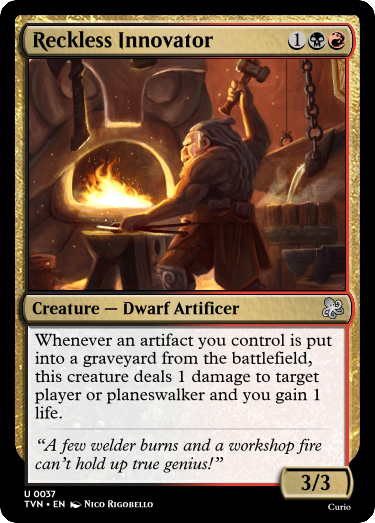 Reckless Innovator 1
Creature — Dwarf Artificer
Whenever an artifact you control is put
into a graveyard from the battlefield,
this creature deals 1 damage to target
player or planeswalker and you gain 1
life.
“A few welder burns and a workshop fire
can’t hold up true genius!”
3/3
U 0037
TVN • EN Nico Rigobello
Curio